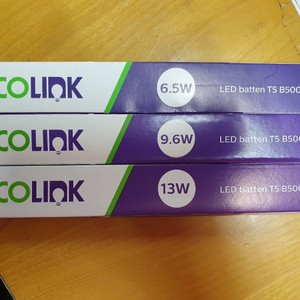 COLINK 6.5W LED batten T5 B500
COLINK 9.6W LED batten T5 B500
COLINK 13W LED batten T5 B500